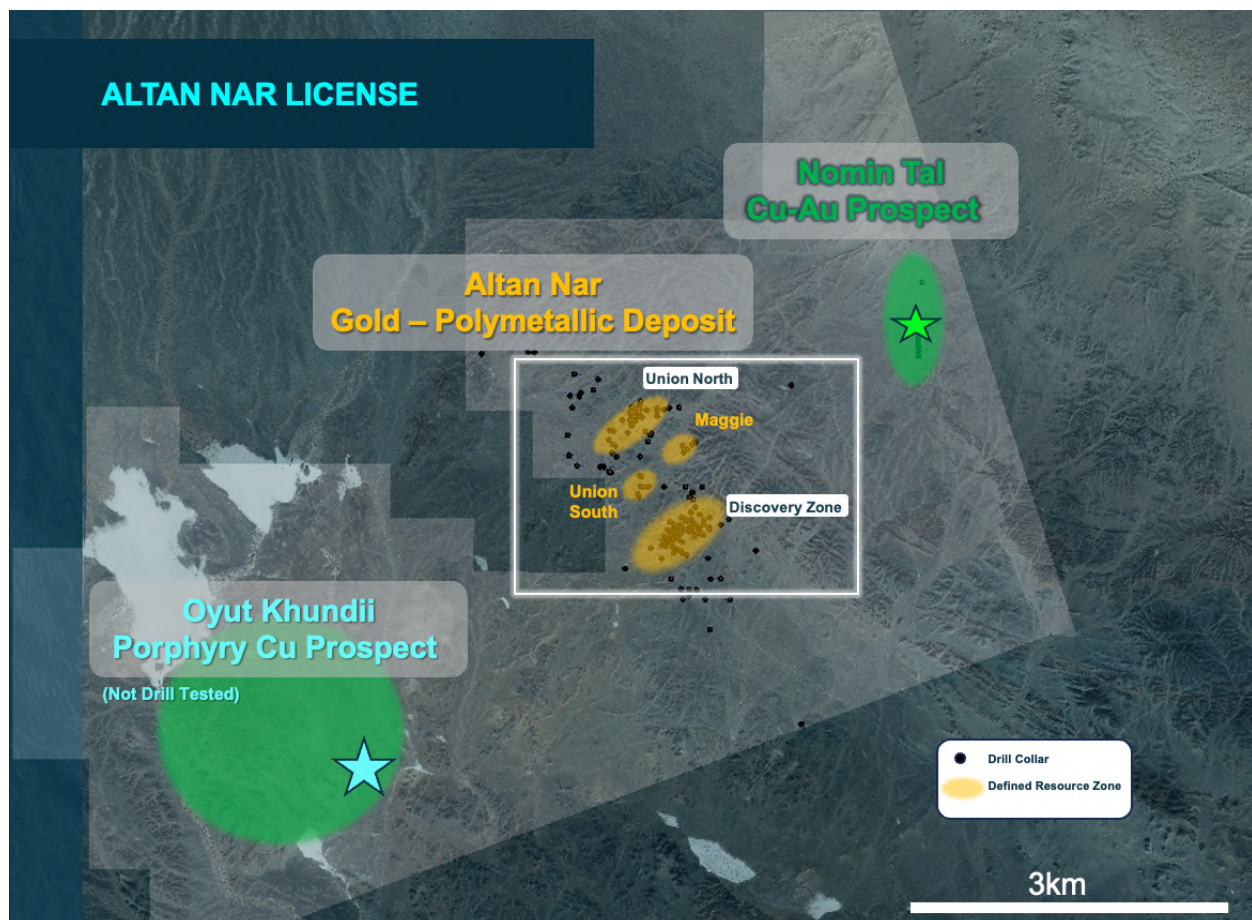 ALTAN NAR LICENSE
Nomin Tal
Cu-Au Prospect
Altan Nar
Gold – Polymetallic Deposit
Union North
Maggie
Union
South
Discovery Zone
Oyut Khundii
Porphyry Cu Prospect
(Not Drill Tested)
Drill Collar
Defined Resource Zone
3km